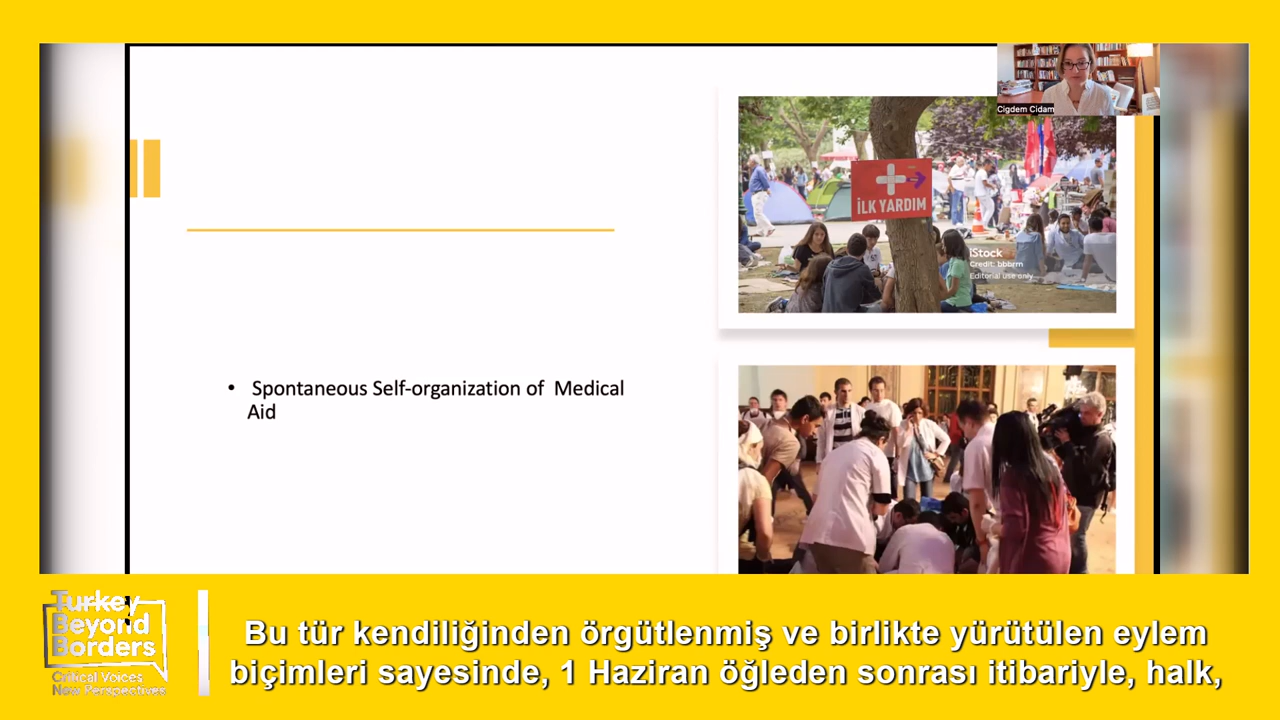 Cigdem Cidam
İLK YARDIM
iStock
Credit: bbbrm
Editorial use only
• Spontaneous Self-organization of Medical
Aid
Turkey
Beyond
Borders
Critical Voices
New Perspectives
Bu tür kendiliğinden örgütlenmiş ve birlikte yürütülen eylem
biçimleri sayesinde, 1 Haziran öğleden sonrası itibariyle, halk,